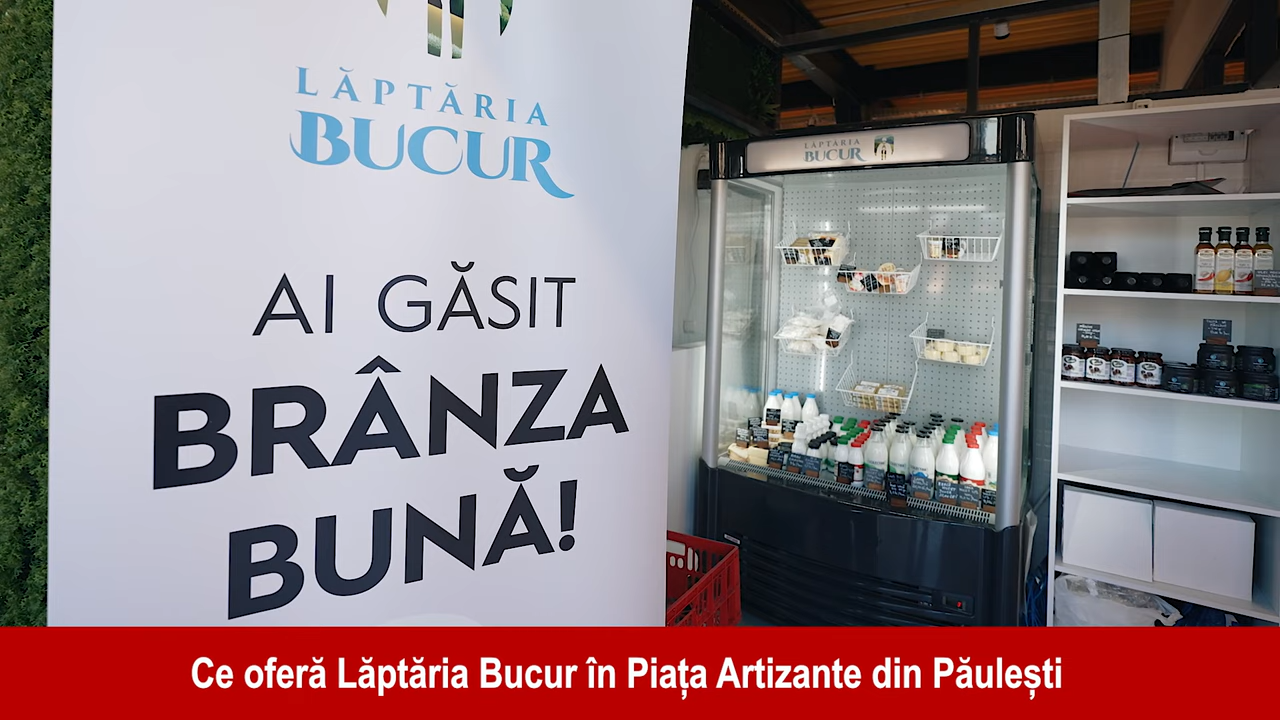 LĂPTĂRIA
BUCUR
AI GĂSIT
BRÂNZA
BUNĂ!
LĂPTĂRIA
BUCUR
Ce oferă Lăptăria Bucur în Piața Artizante din Păulești